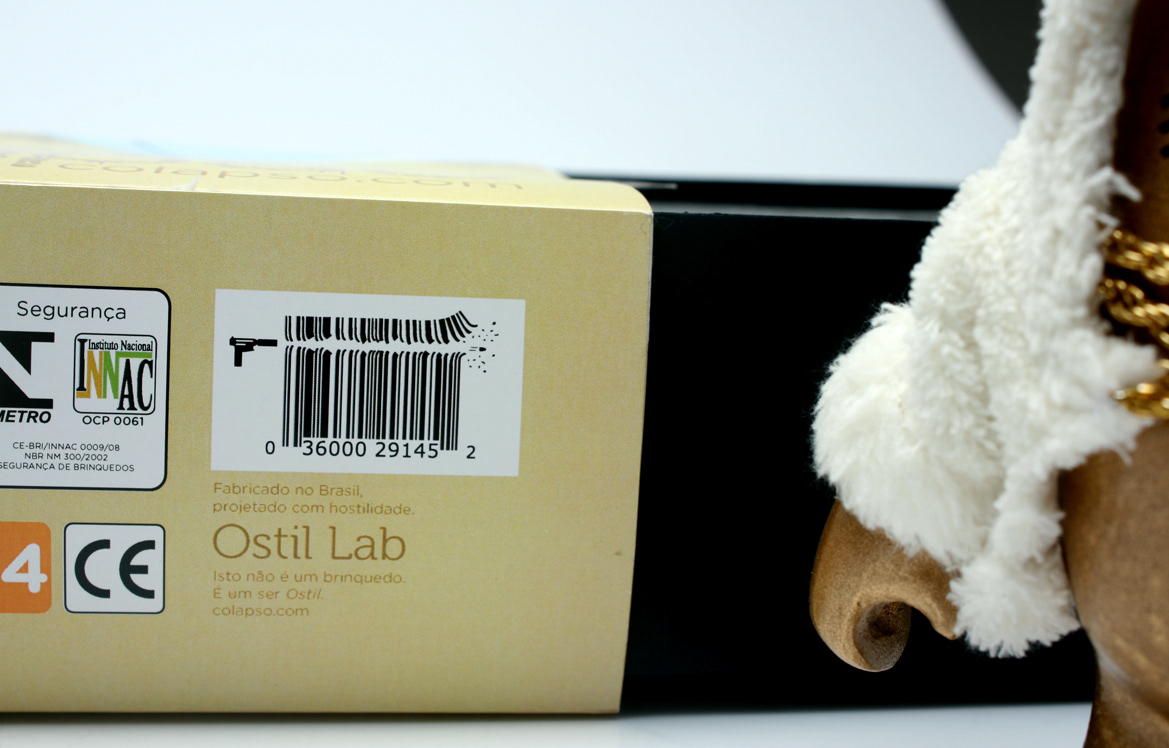 colapso.com
Segurança
METRO
Instituto Nacional
INNAC
OCP 0061
CE-BRI/INNAC 0009/08
NBR NM 300/2002
SEGURANÇA DE BRINQUEDOS
4
CE
0 36000 29145 2
Fabricado no Brasil,
projetado com hostilidade.
Ostil Lab
Isto não é um brinquedo.
É um ser Ostil.
colapso.com